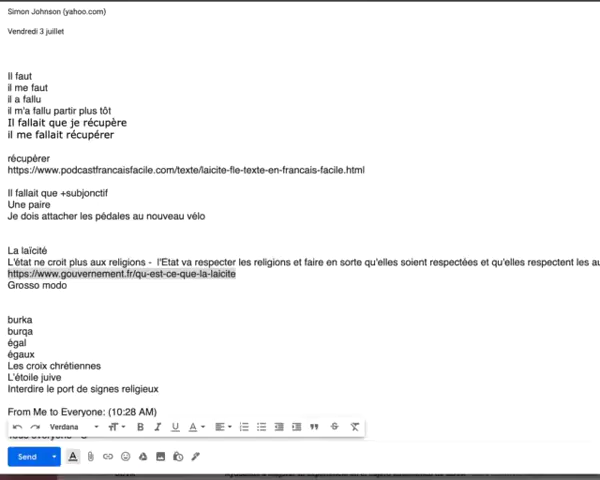 Simon Johnson (yahoo.com)
Vendredi 3 juillet
Il faut
il me faut
il a fallu
il m'a fallu partir plus tôt
Il fallait que je récupère
il me fallait récupérer
récupérer
https://www.podcastfrancaisfacile.com/texte/laicite-fle-texte-en-francais-facile.html
Il fallait que +subjonctif
Une paire
Je dois attacher les pédales au nouveau vélo
La laïcité
L'état ne croit plus aux religions - l'Etat va respecter les religions et faire en sorte qu'elles soient respectées et qu'elles respectent les au
https://www.gouvernement.fr/qu-est-ce-que-la-laicite
Grosso modo
burka
burqa
égal
égaux
Les croix chrétiennes
L'étoile juive
Interdire le port de signes religieux
From Me to Everyone: (10:28 AM)
Verdana
Send